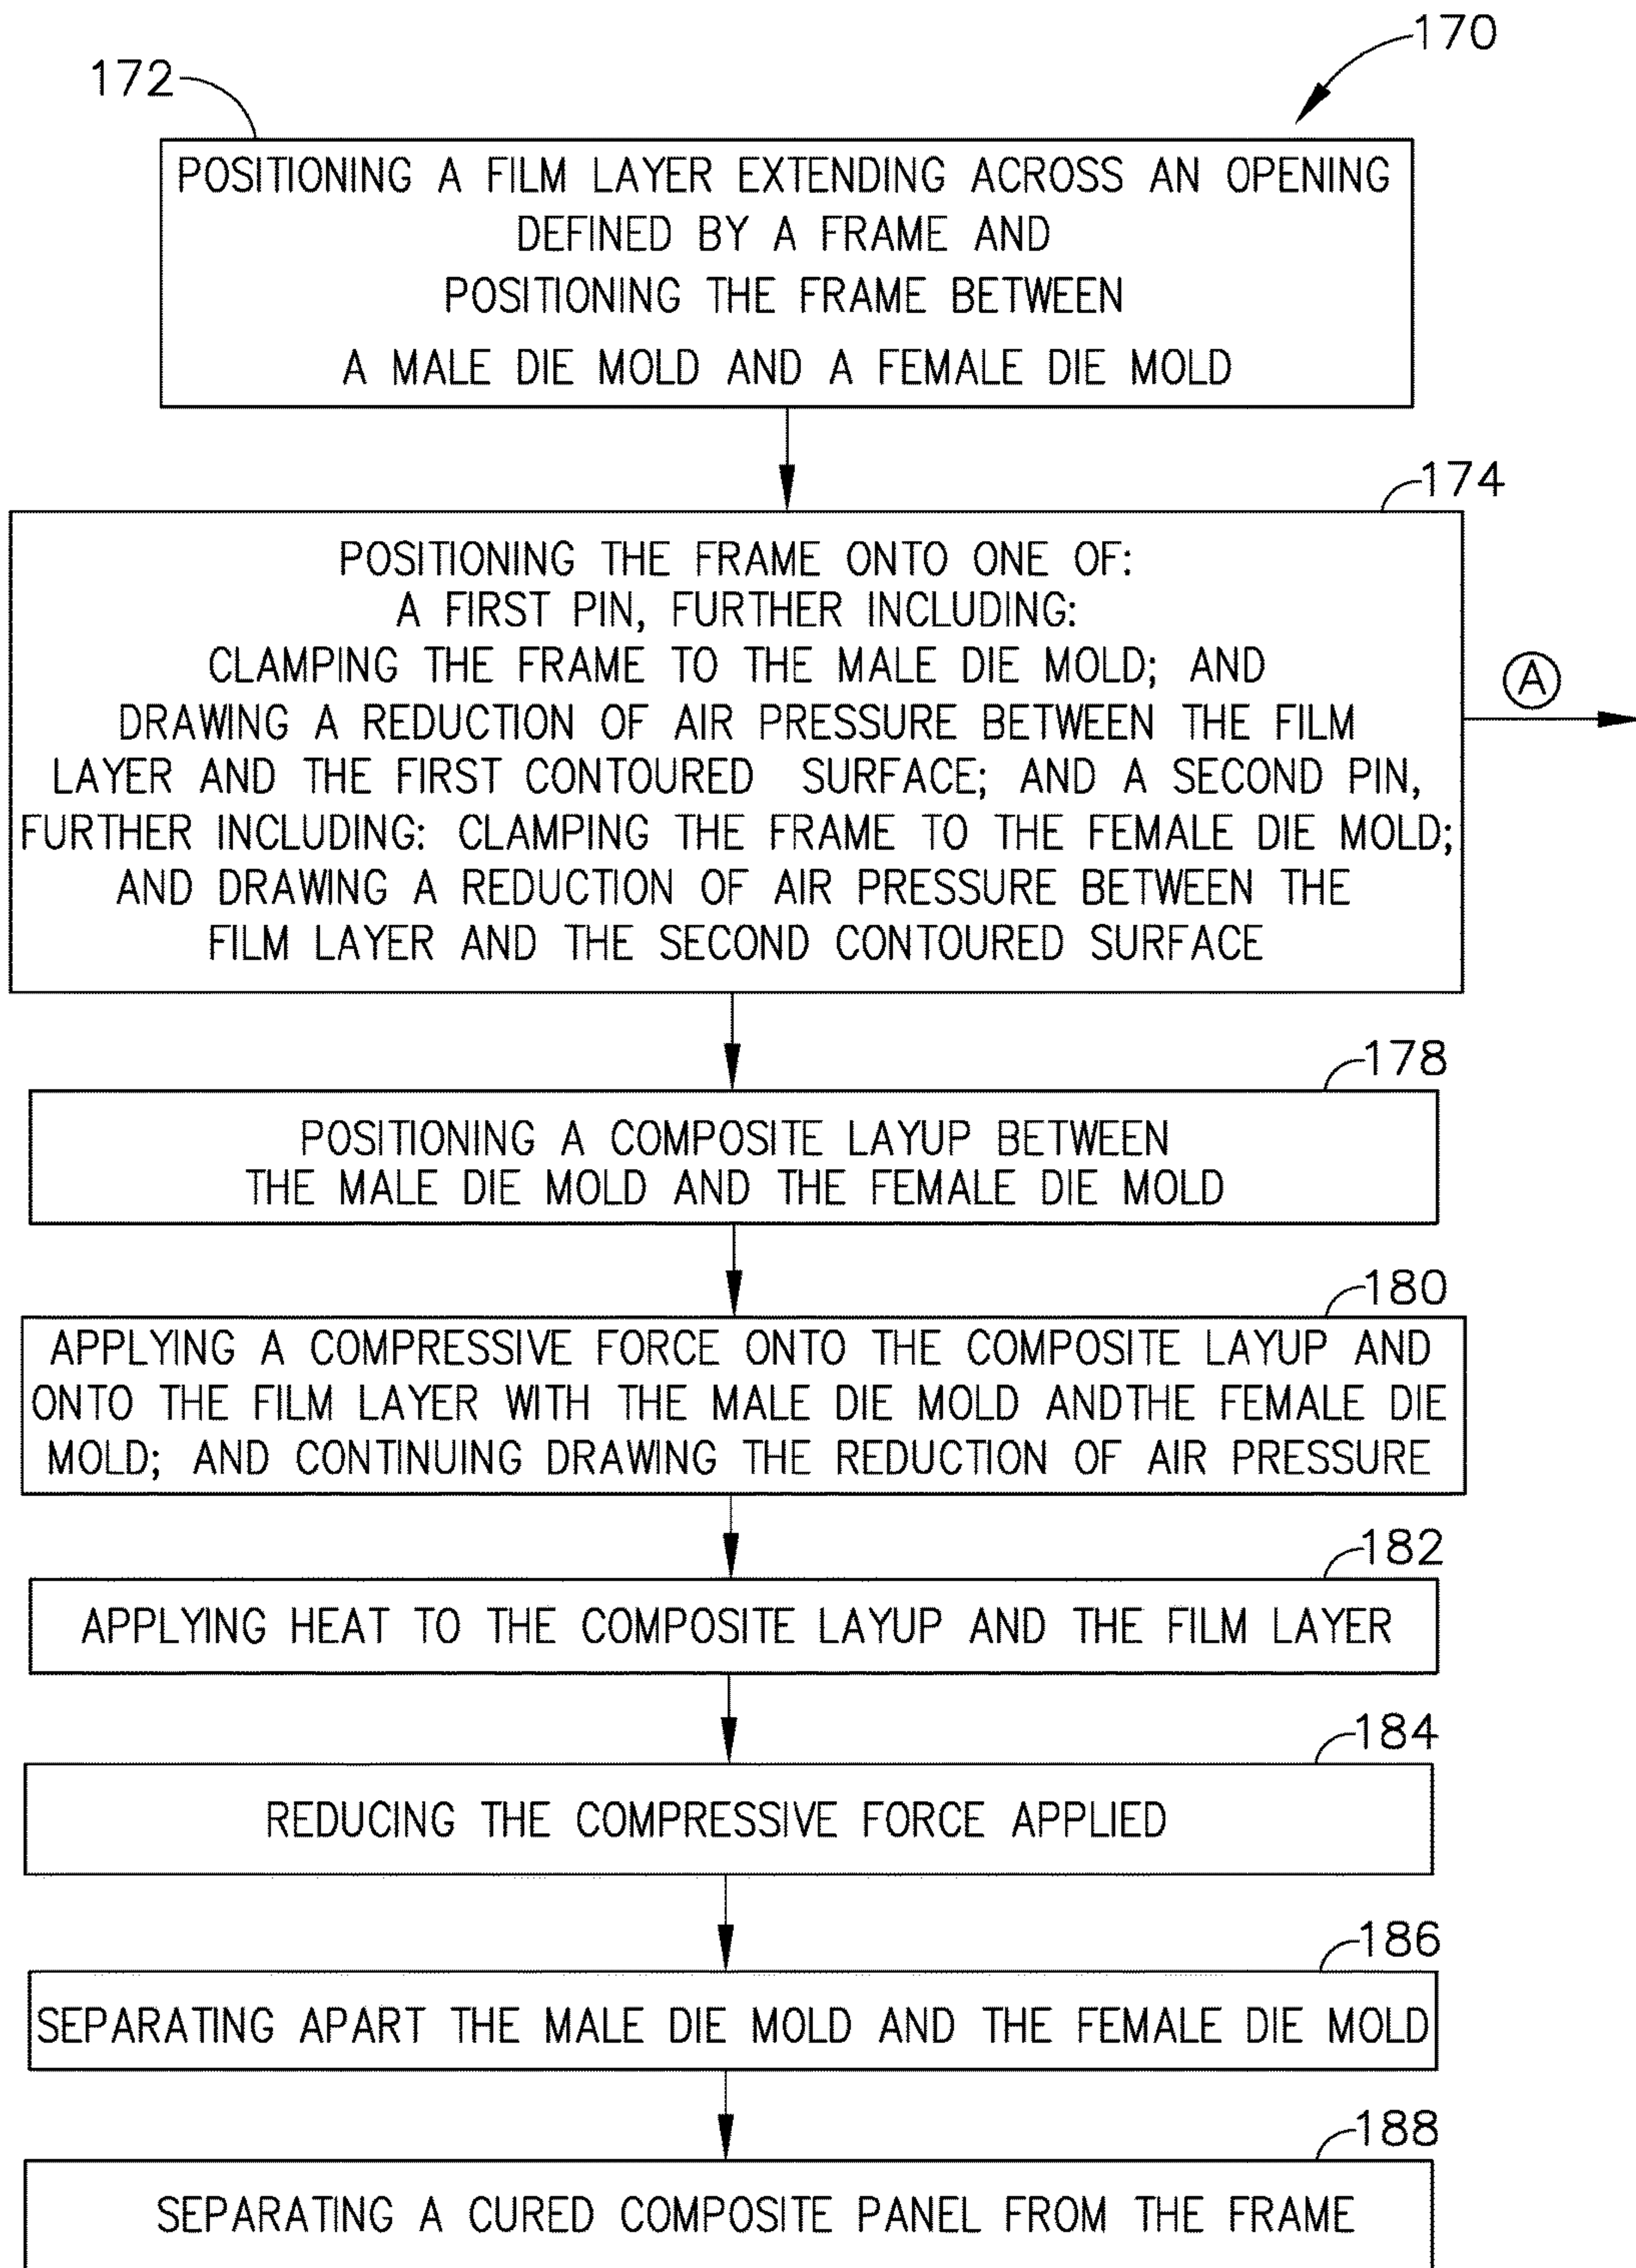 170
172
POSITIONING A FILM LAYER EXTENDING ACROSS AN OPENING
DEFINED BY A FRAME AND
POSITIONING THE FRAME BETWEEN
A MALE DIE MOLD AND A FEMALE DIE MOLD
174
POSITIONING THE FRAME ONTO ONE OF:
A FIRST PIN, FURTHER INCLUDING:
CLAMPING THE FRAME TO THE MALE DIE MOLD; AND
DRAWING A REDUCTION OF AIR PRESSURE BETWEEN THE FILM
LAYER AND THE FIRST CONTOURED SURFACE; AND A SECOND PIN,
FURTHER INCLUDING: CLAMPING THE FRAME TO THE FEMALE DIE MOLD;
AND DRAWING A REDUCTION OF AIR PRESSURE BETWEEN THE
FILM LAYER AND THE SECOND CONTOURED SURFACE
A
178
POSITIONING A COMPOSITE LAYUP BETWEEN
THE MALE DIE MOLD AND THE FEMALE DIE MOLD
180
APPLYING A COMPRESSIVE FORCE ONTO THE COMPOSITE LAYUP AND
ONTO THE FILM LAYER WITH THE MALE DIE MOLD ANDTHE FEMALE DIE
MOLD; AND CONTINUING DRAWING THE REDUCTION OF AIR PRESSURE
182
APPLYING HEAT TO THE COMPOSITE LAYUP AND THE FILM LAYER
184
REDUCING THE COMPRESSIVE FORCE APPLIED
186
SEPARATING APART THE MALE DIE MOLD AND THE FEMALE DIE MOLD
188
SEPARATING A CURED COMPOSITE PANEL FROM THE FRAME